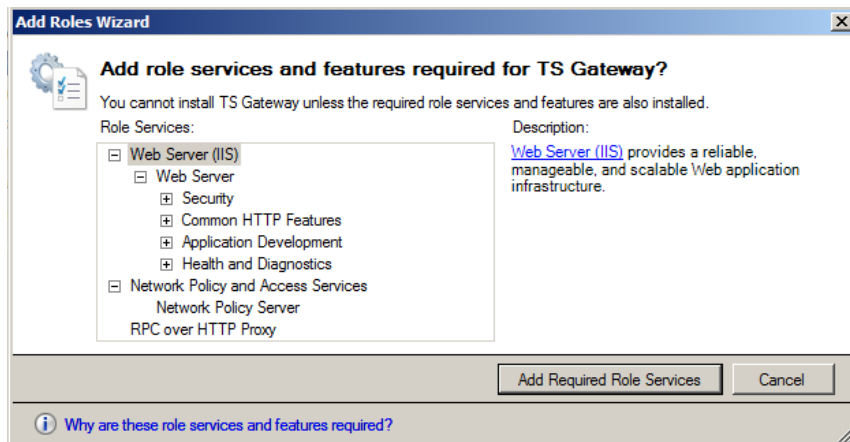 Add Roles Wizard
Add role services and features required for TS Gateway?
You cannot install TS Gateway unless the required role services and features are also installed.
Role Services:
Web Server (IIS)
Web Server
Security
Common HTTP Features
Application Development
Health and Diagnostics
Network Policy and Access Services
Network Policy Server
RPC over HTTP Proxy
Description:
Web Server (IIS) provides a reliable,
manageable, and scalable Web application
infrastructure.
Add Required Role Services
Cancel
Why are these role services and features required?